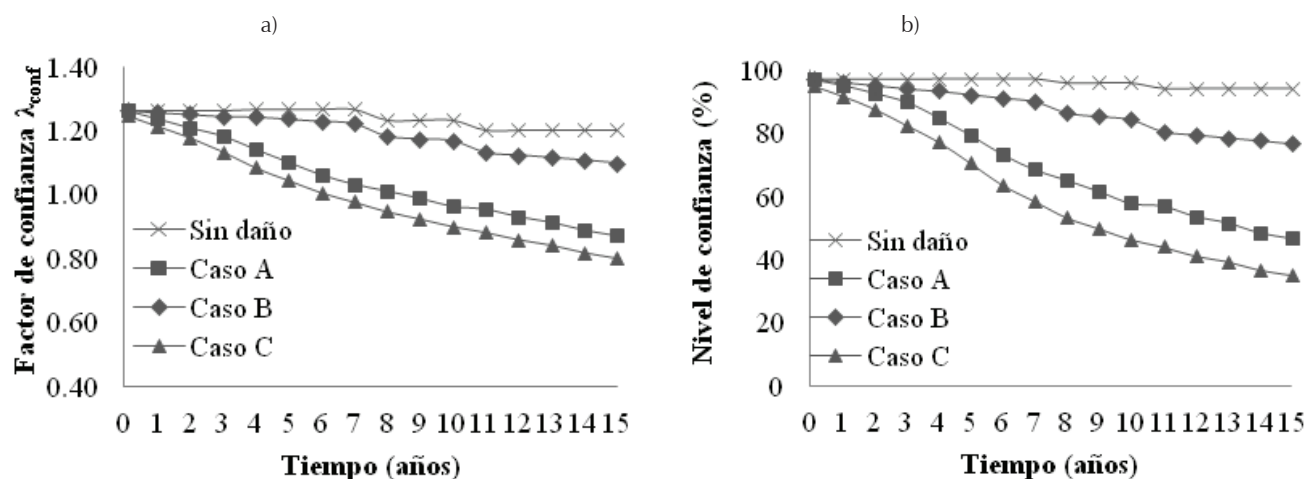 a)
Factor de confianza λconf
1.40
1.20
1.00
0.80
0.60
0.40
Sin daño
Caso A
Caso B
Caso C
0 1 2 3 4 5 6 7 8 9 10 11 12 13 14 15
Tiempo (años)
b)
Nivel de confianza (%)
100
80
60
40
20
0
Sin daño
Caso A
Caso B
Caso C
0 1 2 3 4 5 6 7 8 9 10 11 12 13 14 15
Tiempo (años)